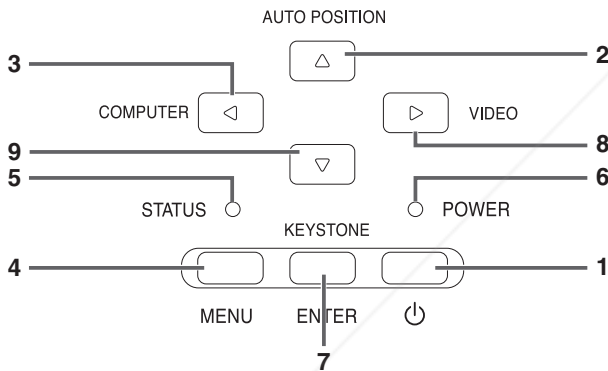 AUTO POSITION
3
2
COMPUTER
VIDEO
8
9
5
6
STATUS
POWER
KEYSTONE
4
1
MENU
ENTER
7